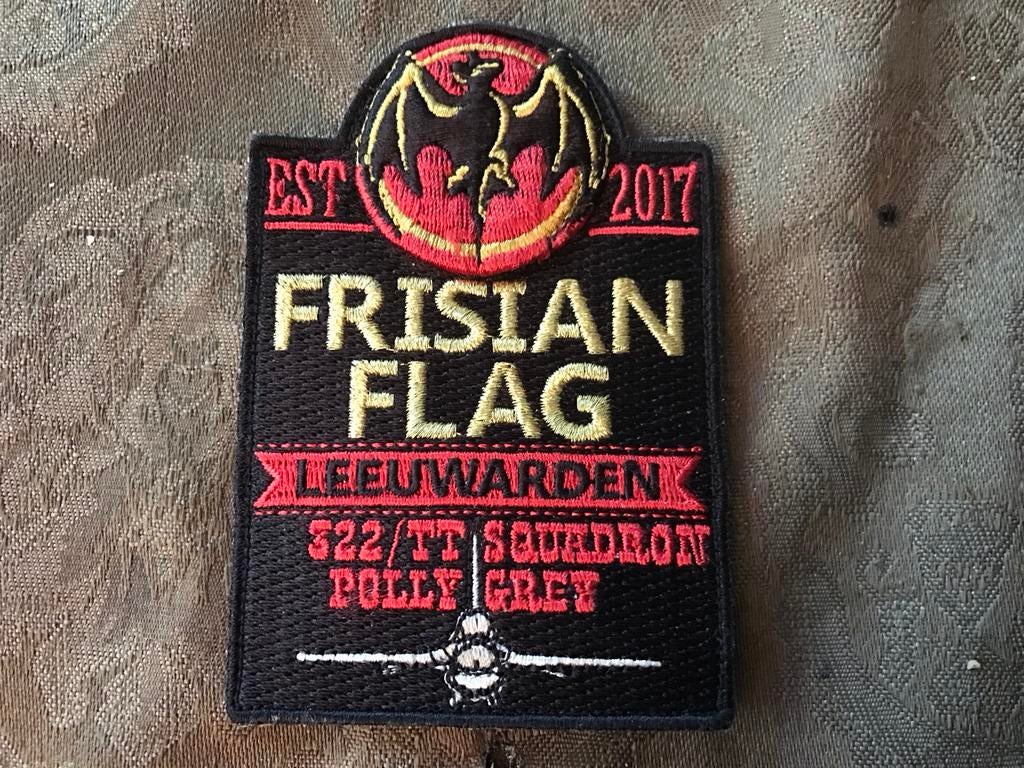 EST 2017
FRISIAN
FLAG
LEEUWARDEN
322/TT SQUADRON
POLLY GREY